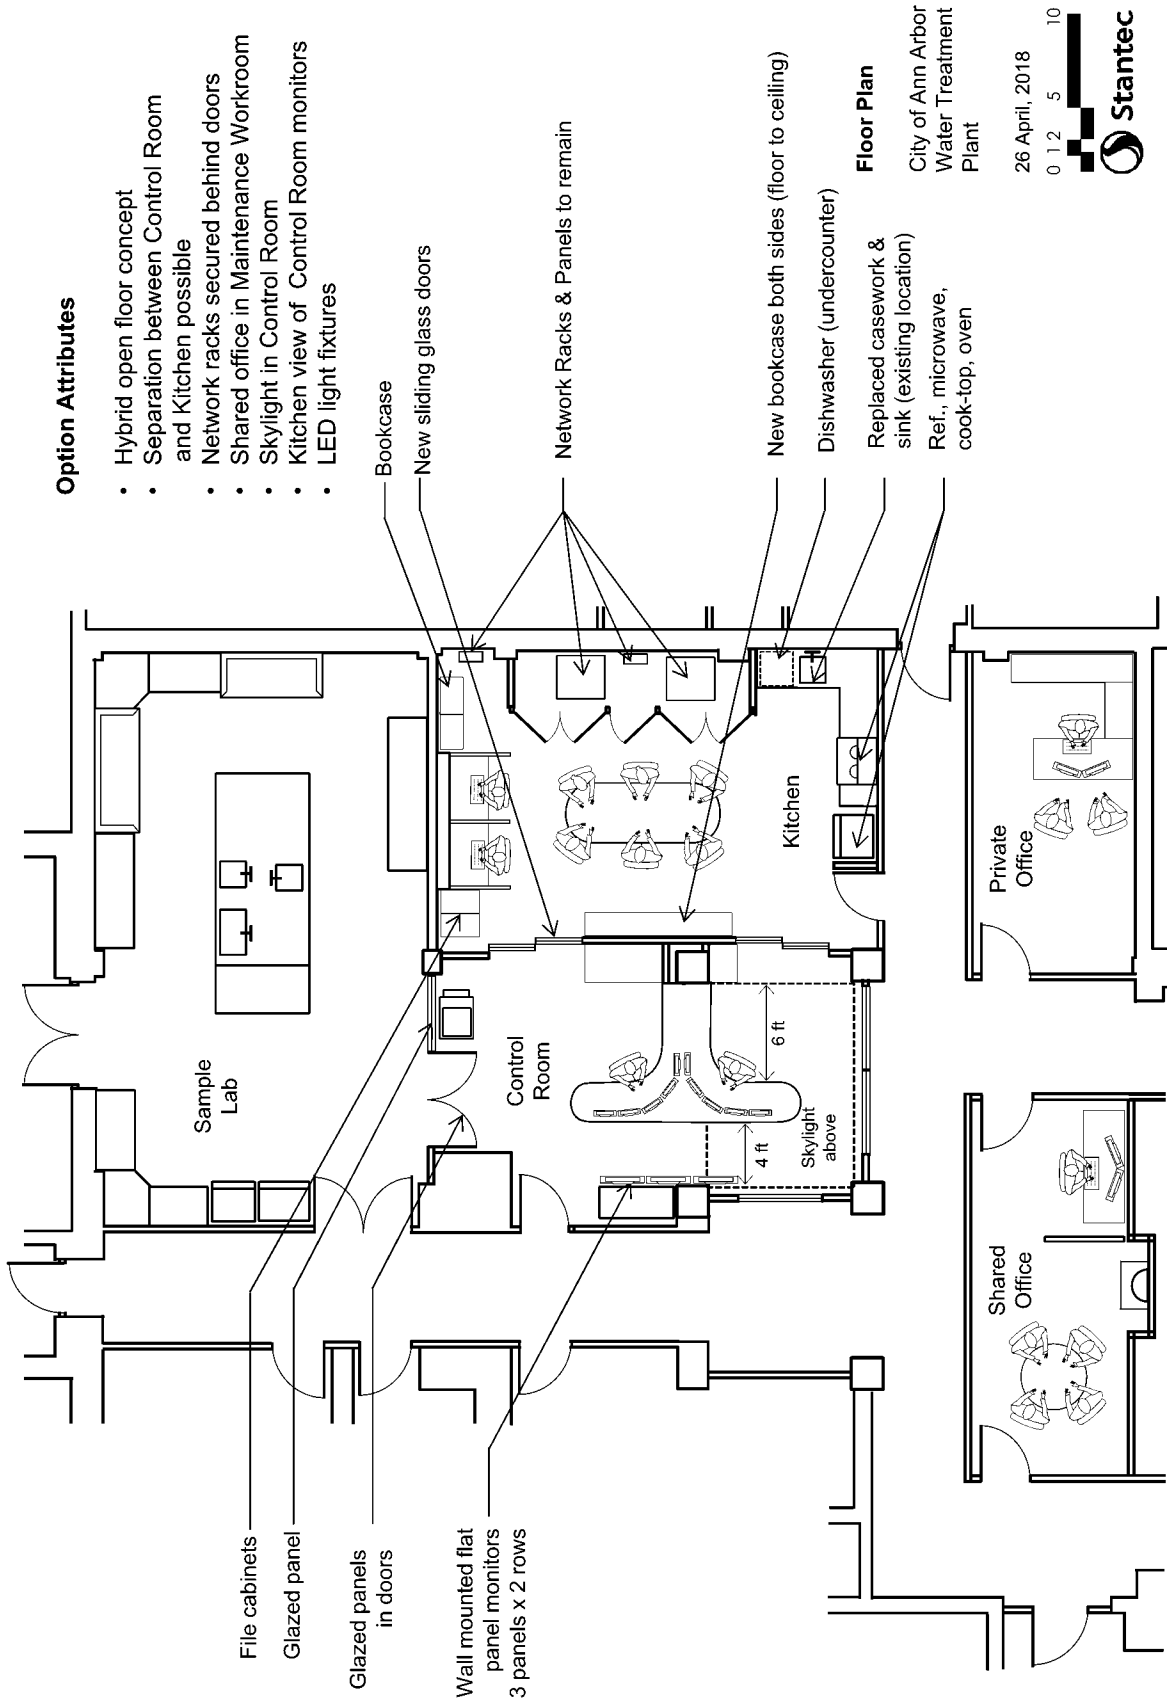 Option Attributes
• Hybrid open floor concept
• Separation between Control Room
and Kitchen possible
• Network racks secured behind doors
• Shared office in Maintenance Workroom
• Skylight in Control Room
• Kitchen view of Control Room monitors
• LED light fixtures
Bookcase
New sliding glass doors
Network Racks & Panels to remain
New bookcase both sides (floor to ceiling)
Dishwasher (undercounter)
Replaced casework &
sink (existing location)
Ref., microwave,
cook-top, oven
File cabinets
Glazed panel
Glazed panels
in doors
Wall mounted flat
panel monitors
3 panels x 2 rows
Sample
Lab
Control
Room
Kitchen
6 ft
4 ft
Skylight
above
Shared
Office
Private
Office
Floor Plan
City of Ann Arbor
Water Treatment
Plant
26 April, 2018
0 1 2 5 10
Stantec